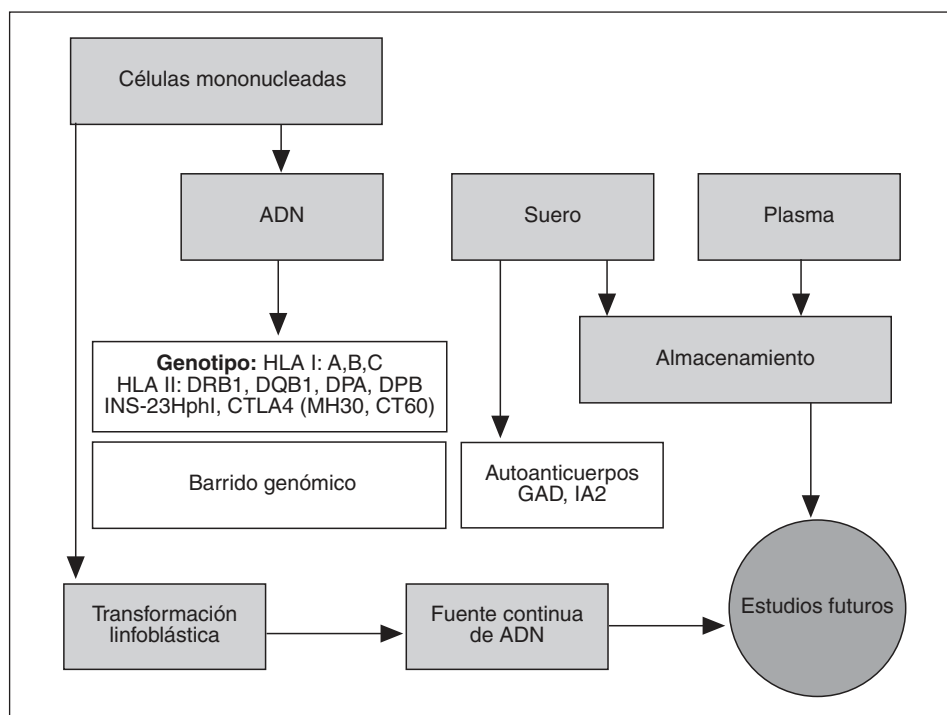 Células mononucleadas
ADN
Suero
Plasma
Genotipo: HLA I: A,B,C
HLA II: DRB1, DQB1, DPA, DPB
INS-23HphI, CTLA4 (MH30, CT60)
Almacenamiento
Barrido genómico
Autoanticuerpos
GAD, IA2
Transformación
linfoblástica
Fuente continua
de ADN
Estudios futuros